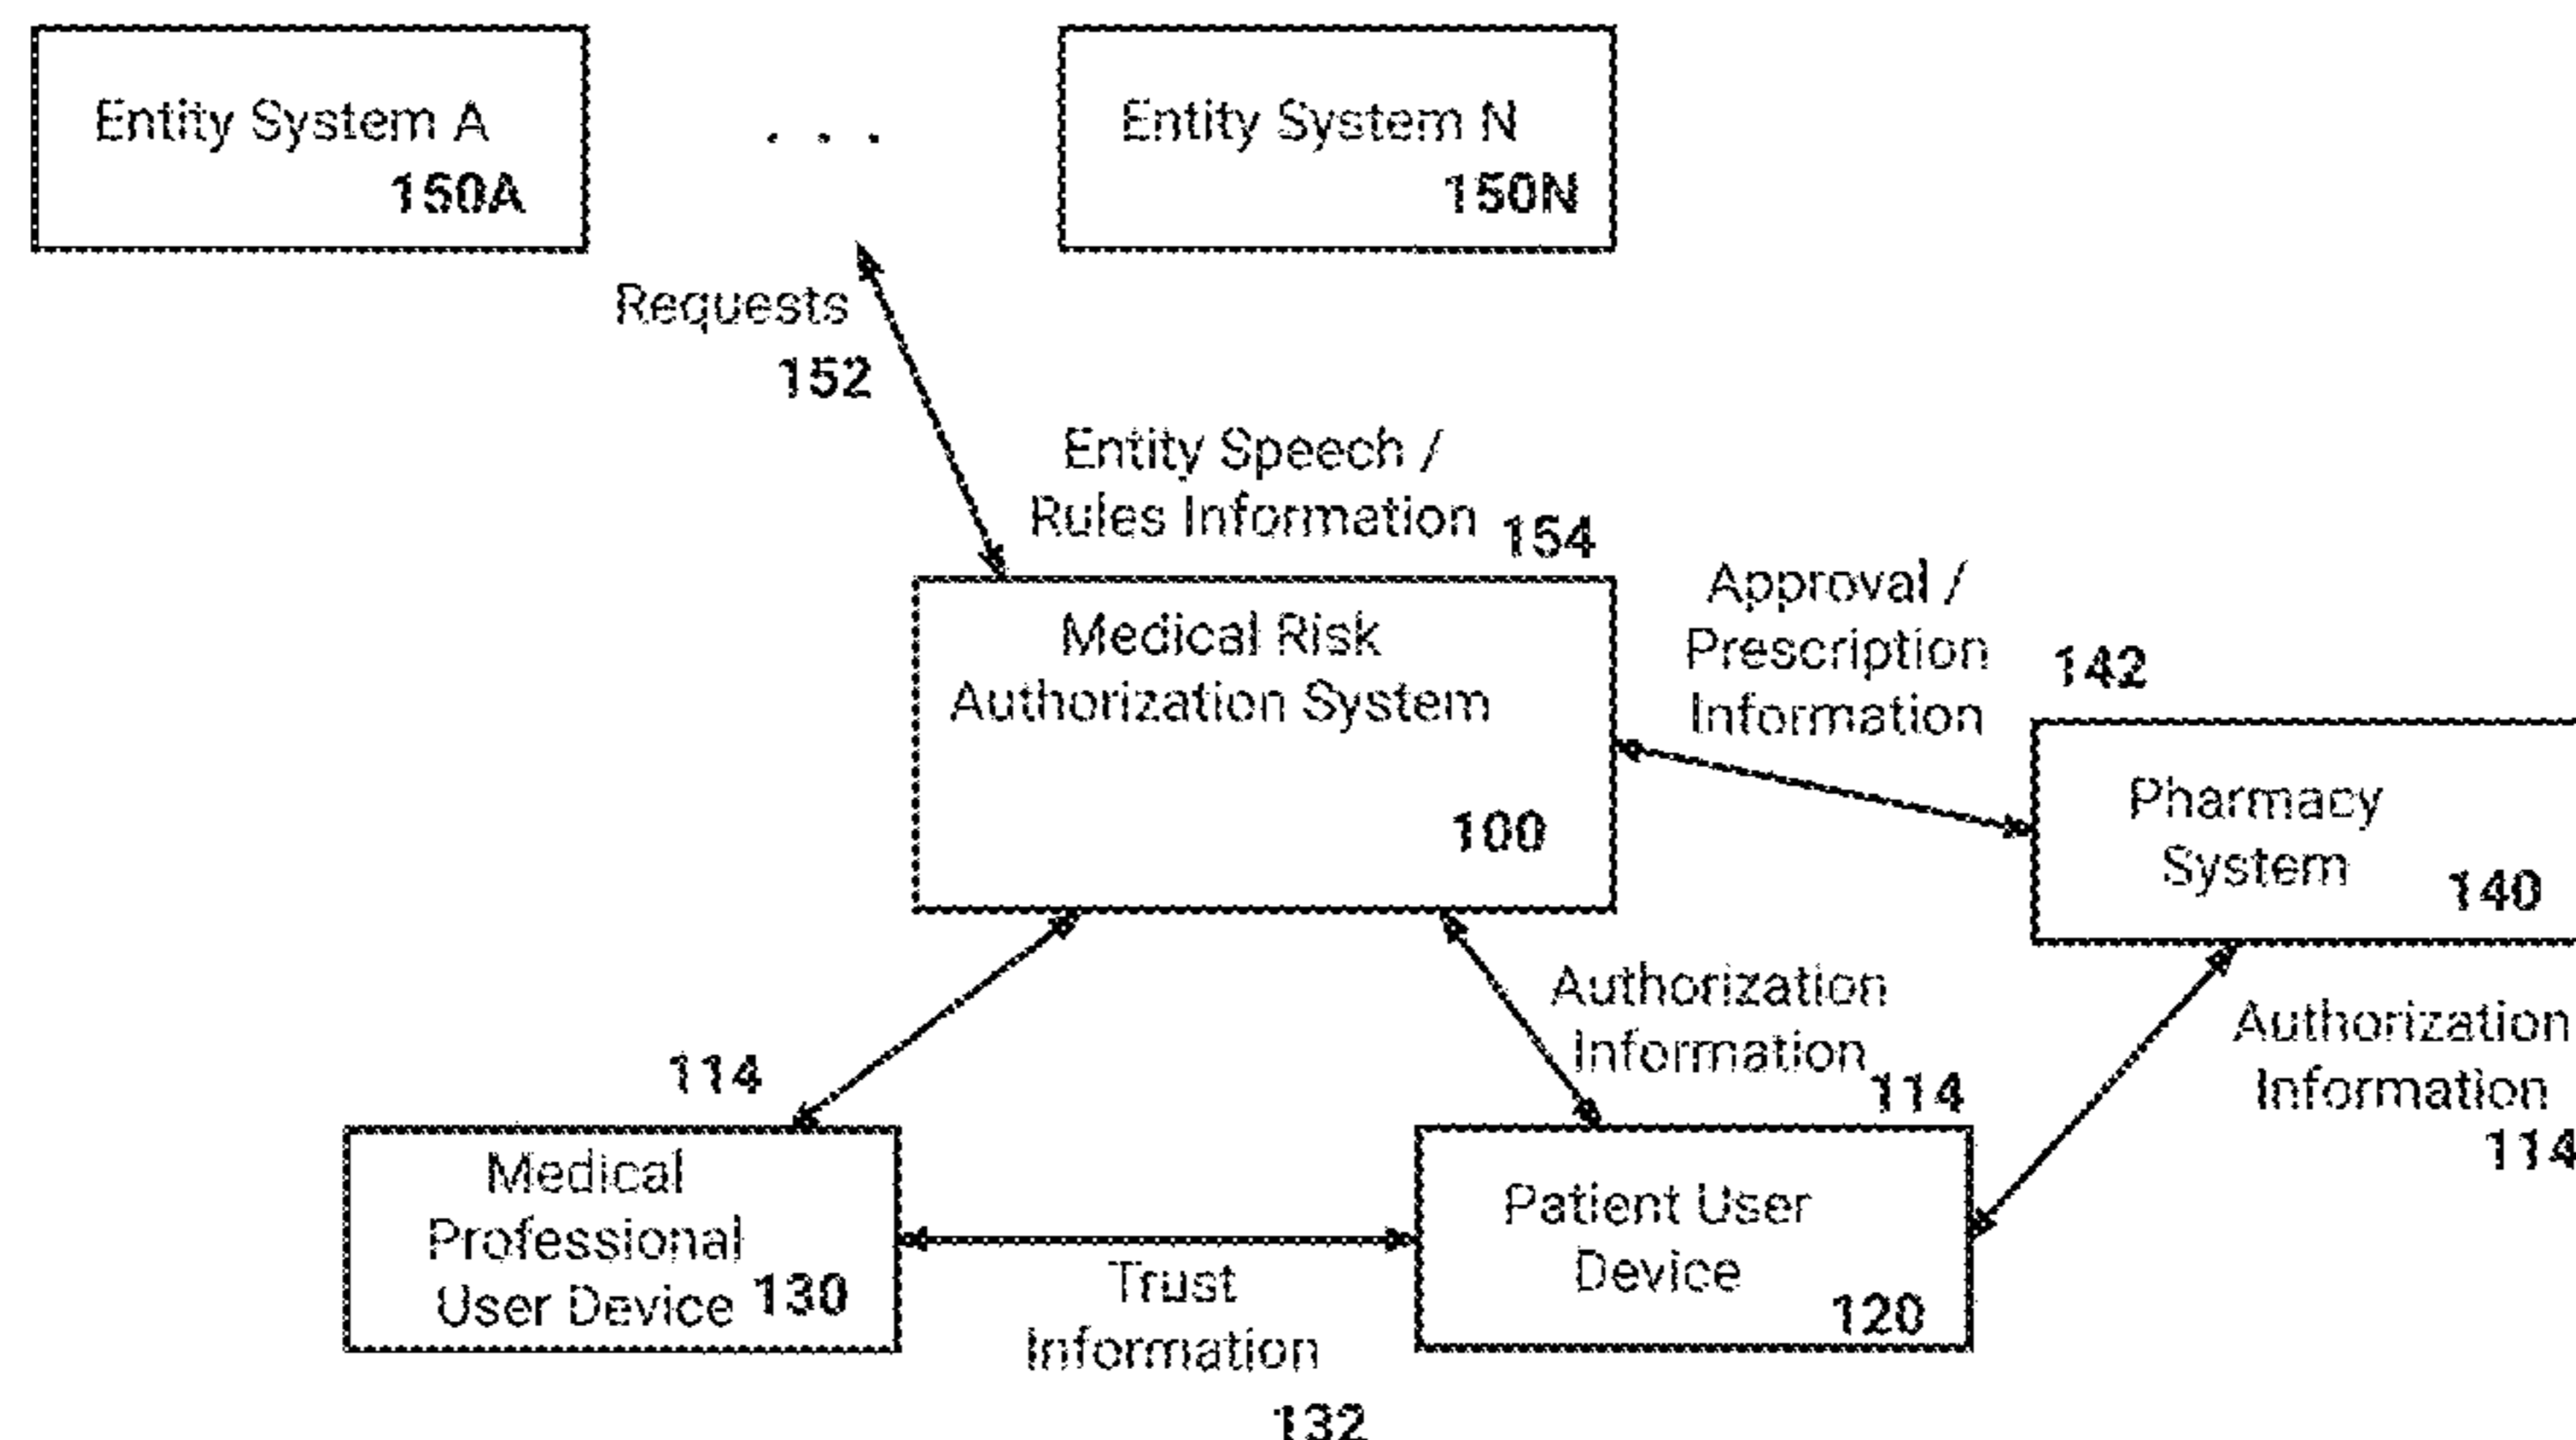 Entity System A
150A
. . .
Entity System N
150N
Requests
152
Entity Speech /
Rules Information 154
Medical Risk
Authorization System
100
Approval /
Prescription
Information
142
Pharmacy
System
140
Authorization
Information
114
Authorization
Information
114
114
Medical
Professional
User Device 130
Patient User
Device
120
Trust
Information
132